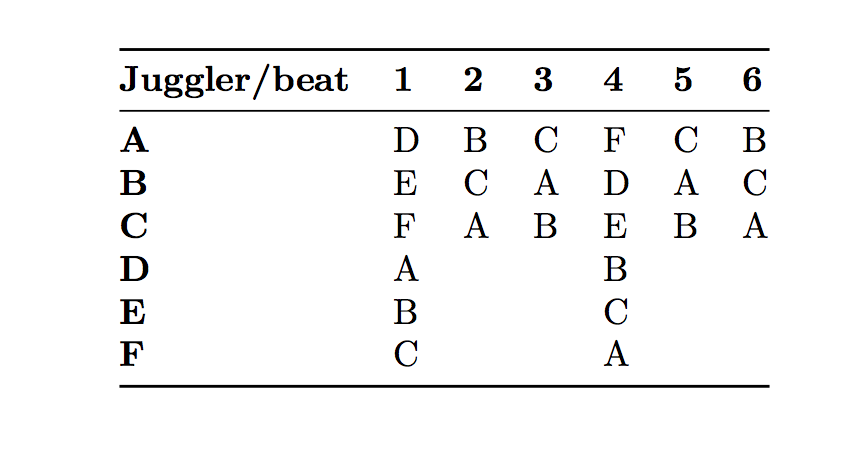 Juggler/beat 1 2 3 4 5 6
A D B C F C B
B E C A D A C
C F A B E B A
D A B
E B C
F C A